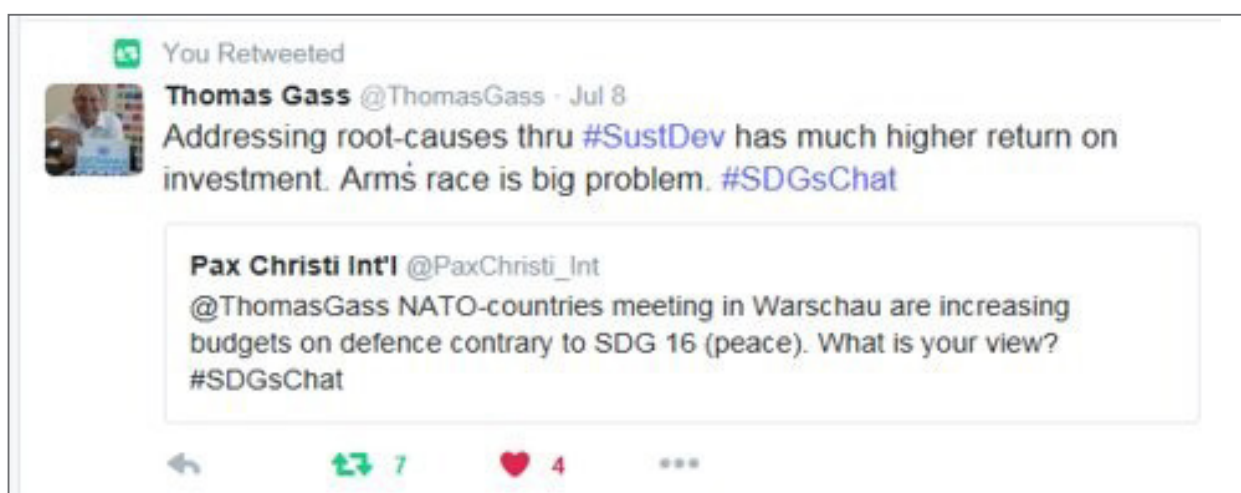 You Retweeted
Thomas Gass @ThomasGass · Jul 8
Addressing root-causes thru #SustDev has much higher return on
investment. Arms race is big problem. #SDGsChat
Pax Christi Int'l @PaxChristi_Int
@ThomasGass NATO-countries meeting in Warschau are increasing
budgets on defence contrary to SDG 16 (peace). What is your view?
#SDGsChat
7 4